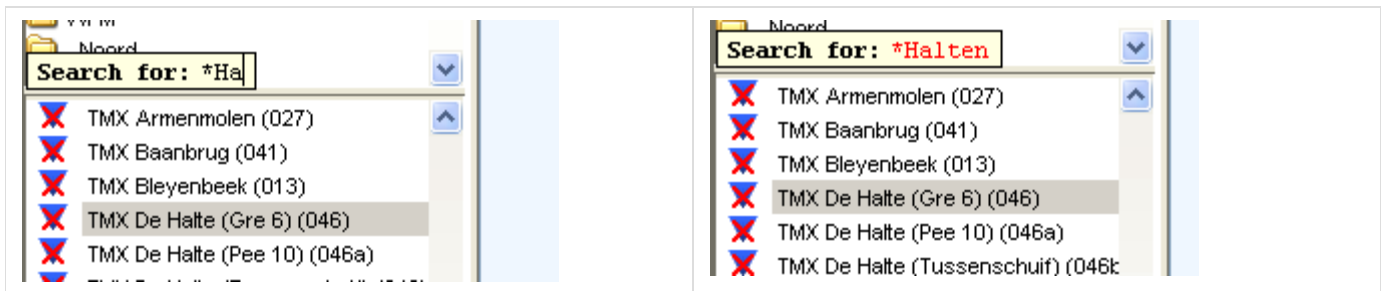 Noord
Search for: *Ha
TMX Armenmolen (027)
TMX Baanbrug (041)
TMX Bleyenbeek (013)
TMX De Halte (Gre 6) (046)
TMX De Halte (Pee 10) (046a)
Noord
Search for: *Halten
TMX Armenmolen (027)
TMX Baanbrug (041)
TMX Bleyenbeek (013)
TMX De Halte (Gre 6) (046)
TMX De Halte (Pee 10) (046a)
TMX De Halte (Tussenschuif) (046b